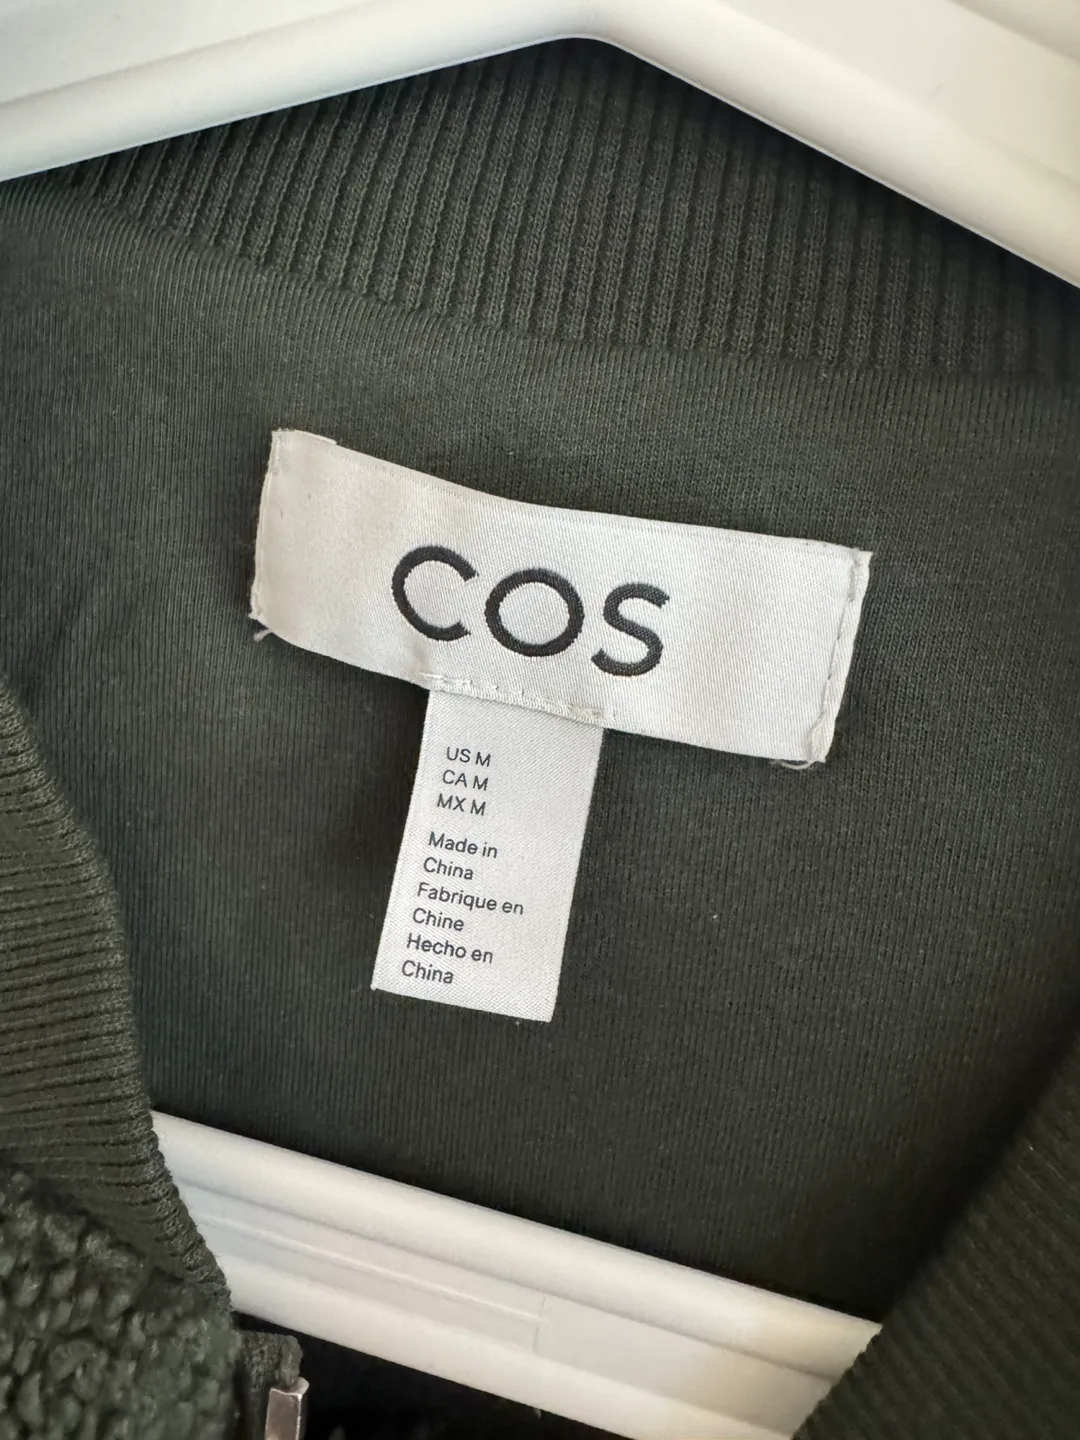 COS
US M
CA M
MX M
Made in
China
Fabrique en
Chine
Hecho en
China